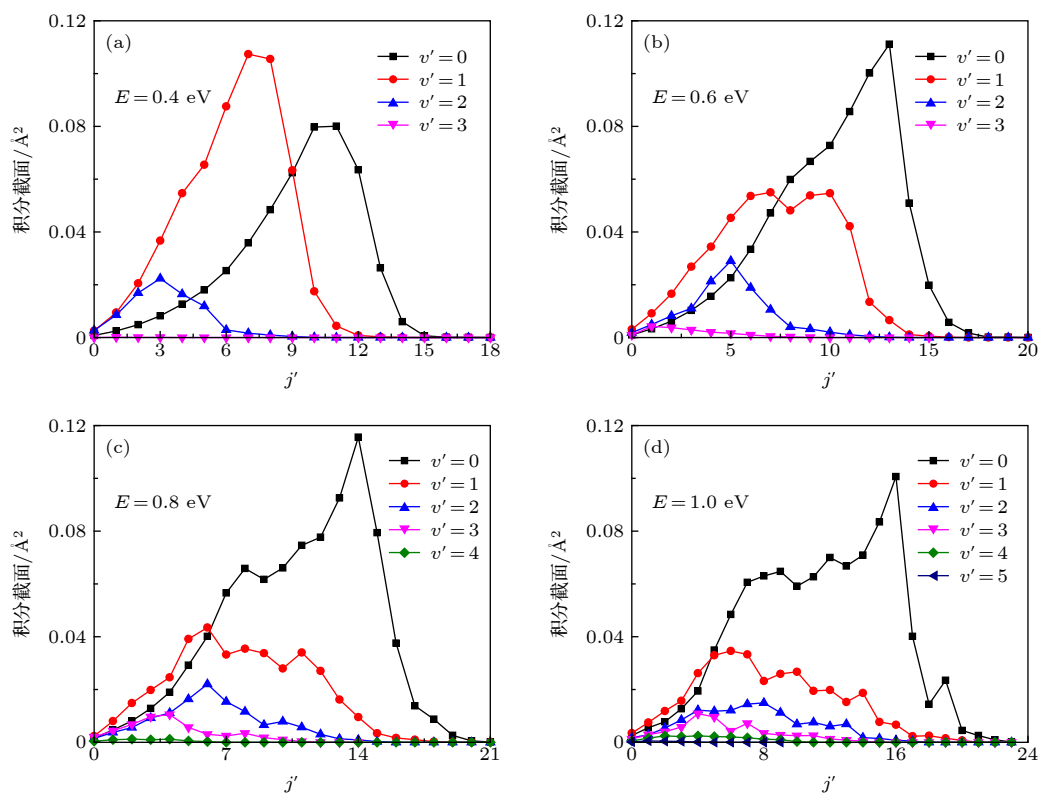 (a)
E = 0.4 eV
v′ = 0
v′ = 1
v′ = 2
v′ = 3
0.12
0.08
0.04
0
积分截面/Å²
0 3 6 9 12 15 18
j′
(b)
E = 0.6 eV
v′ = 0
v′ = 1
v′ = 2
v′ = 3
0.12
0.08
0.04
0
积分截面/Å²
0 5 10 15 20
j′
(c)
E = 0.8 eV
v′ = 0
v′ = 1
v′ = 2
v′ = 3
v′ = 4
0.12
0.08
0.04
0
积分截面/Å²
0 7 14 21
j′
(d)
E = 1.0 eV
v′ = 0
v′ = 1
v′ = 2
v′ = 3
v′ = 4
v′ = 5
0.12
0.08
0.04
0
积分截面/Å²
0 8 16 24
j′